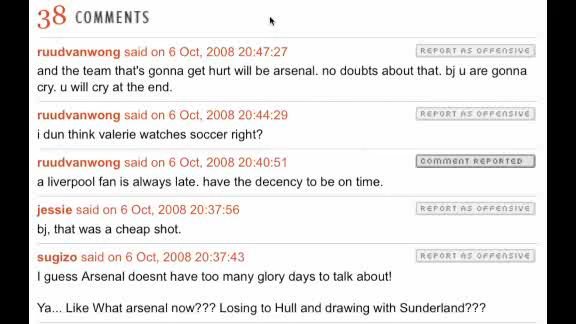 38 COMMENTS
ruudvanwong said on 6 Oct, 2008 20:47:27
REPORT AS OFFENSIVE
and the team that's gonna get hurt will be arsenal. no doubts about that. bj u are gonna
cry. u will cry at the end.
ruudvanwong said on 6 Oct, 2008 20:44:29
REPORT AS OFFENSIVE
i dun think valerie watches soccer right?
ruudvanwong said on 6 Oct, 2008 20:40:51
COMMENT REPORTED
a liverpool fan is always late. have the decency to be on time.
jessie said on 6 Oct, 2008 20:37:56
REPORT AS OFFENSIVE
bj, that was a cheap shot.
sugizo said on 6 Oct, 2008 20:37:43
REPORT AS OFFENSIVE
I guess Arsenal doesnt have too many glory days to talk about!
Ya... Like What arsenal now??? Losing to Hull and drawing with Sunderland???